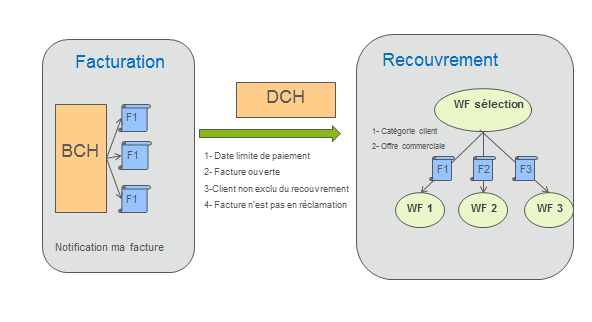 Facturation
BCH
F1
F1
F1
Notification ma facture
DCH
1- Date limite de paiement
2- Facture ouverte
3-Client non exclu du recouvrement
4- Facture n'est pas en réclamation
Recouvrement
WF sélection
1- Catégorie client
2- Offre commerciale
F1
F2
F3
WF 1
WF 2
WF 3